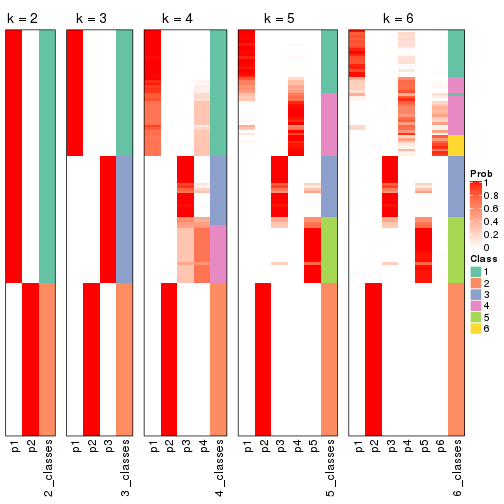 k = 2
k = 3
k = 4
k = 5
k = 6
p1
p2
2_classes
p1
p2
p3
3_classes
p1
p2
p3
p4
4_classes
p1
p2
p3
p4
p5
5_classes
p1
p2
p3
p4
p5
p6
6_classes
Prob
1
0.8
0.6
0.4
0.2
0
Class
1
2
3
4
5
6